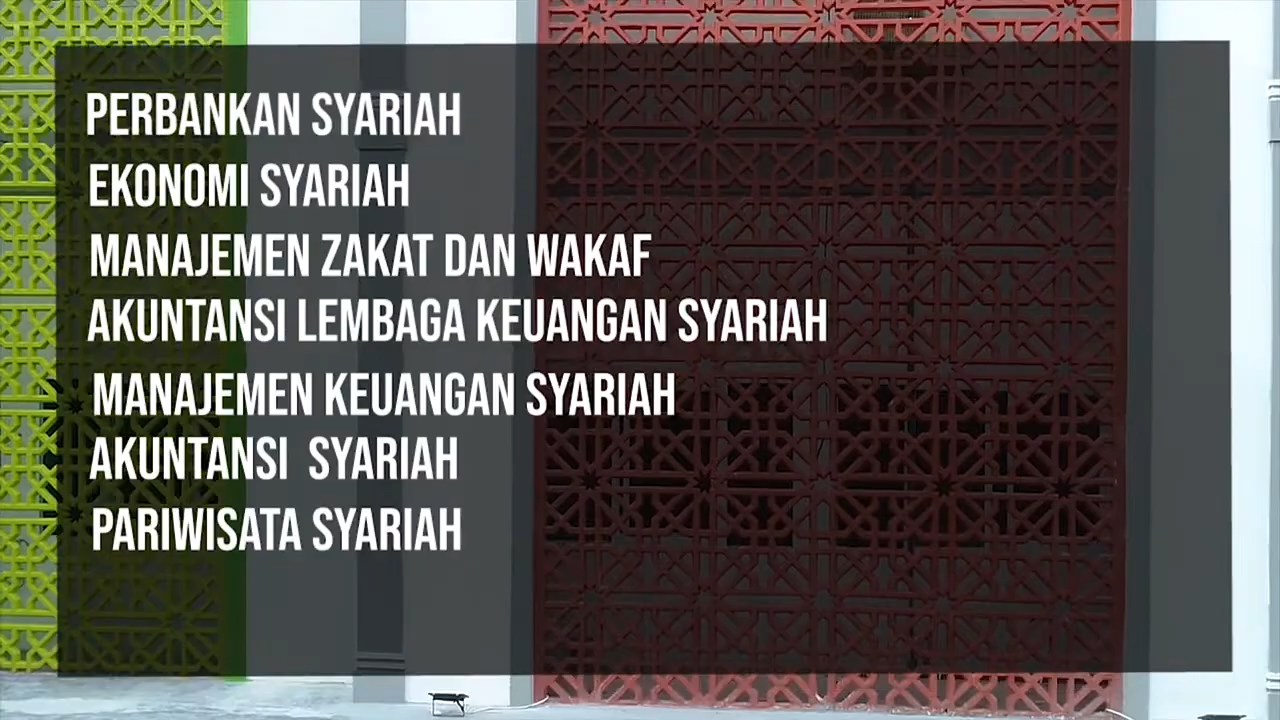 PERBANKAN SYARIAH
EKONOMI SYARIAH
MANAJEMEN ZAKAT DAN WAKAF
AKUNTANSI LEMBAGA KEUANGAN SYARIAH
MANAJEMEN KEUANGAN SYARIAH
AKUNTANSI  SYARIAH
PARIWISATA SYARIAH